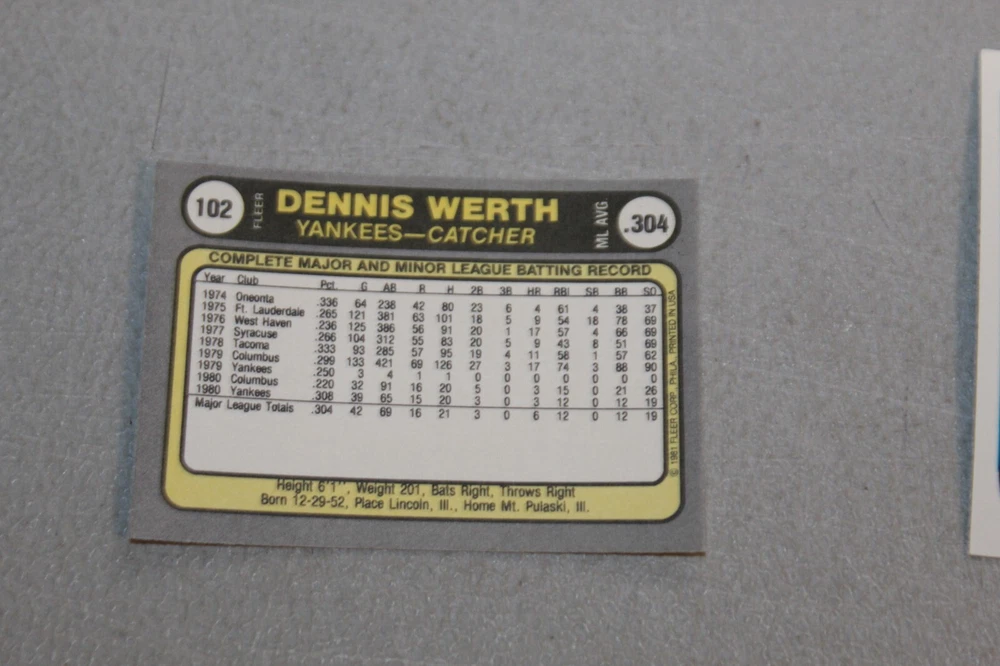 102 FLEER DENNIS WERTH ML AVG. .304
YANKEES—CATCHER
COMPLETE MAJOR AND MINOR LEAGUE BATTING RECORD
Year Club Pct. G AB R H 2B 3B HR RBI SB BB SO
1974 Oneonta .336 64 238 42 80 23 6 4 61 4 38 37
1975 Ft. Lauderdale .265 121 381 63 101 18 5 9 54 18 78 69
1976 West Haven .236 125 386 56 91 20 1 17 57 4 66 69
1977 Syracuse .266 104 312 55 83 20 5 9 43 8 51 69
1978 Tacoma .333 93 285 57 95 19 4 11 58 1 57 62
1979 Columbus .299 133 421 69 126 27 3 17 74 3 88 90
1979 Yankees .250 3 4 1 1 0 0 0 0 0 0 0
1980 Columbus .220 32 91 16 20 5 0 3 15 0 21 26
1980 Yankees .308 39 65 15 20 3 0 3 12 0 12 19
Major League Totals .304 42 69 16 21 3 0 6 12 0 12 19
© 1981 FLEER CORP., PHILA. PRINTED IN USA
Height 6'1", Weight 201, Bats Right, Throws Right
Born 12-29-52, Place Lincoln, Ill., Home Mt. Pulaski, Ill.